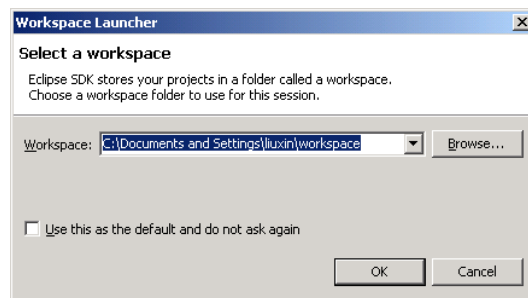 Workspace Launcher
Select a workspace
Eclipse SDK stores your projects in a folder called a workspace.
Choose a workspace folder to use for this session.
Workspace: C:\Documents and Settings\liuxin\workspace Browse...
Use this as the default and do not ask again
OK Cancel